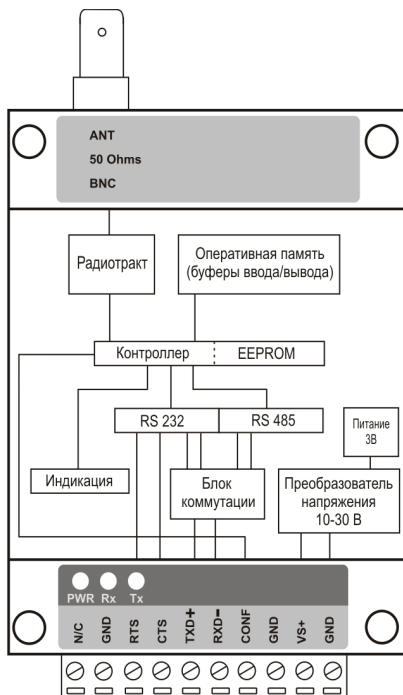 ANT
50 Ohms
BNC
Радиотракт
Оперативная память
(буферы ввода/вывода)
Контроллер
EEPROM
RS 232
RS 485
Питание
3В
Индикация
Блок
коммутации
Преобразователь
напряжения
10-30 В
PWR
Rx
Tx
N/C
GND
RTS
CTS
TXD+
RXD-
CONF
GND
VS+
GND